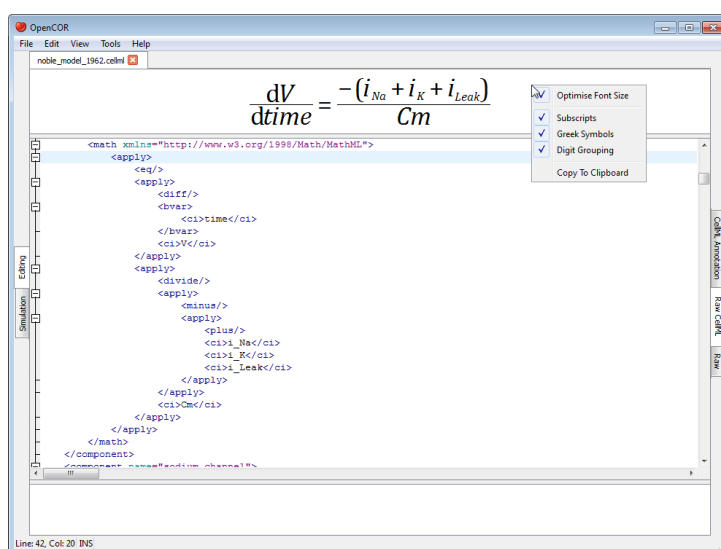 OpenCOR
File Edit View Tools Help
noble_model_1962.cellml
dV
dtime
=
−(i Na + i K + i Leak)
Cm
Optimise Font Size
Subscripts
Greek Symbols
Digit Grouping
Copy To Clipboard
<math xmlns="http://www.w3.org/1998/Math/MathML">
<apply>
<eq/>
<apply>
<diff/>
<bvar>
<ci>time</ci>
</bvar>
<ci>V</ci>
</apply>
<apply>
<divide/>
<apply>
<minus/>
<apply>
<plus/>
<ci>i_Na</ci>
<ci>i_K</ci>
<ci>i_Leak</ci>
</apply>
</apply>
<ci>Cm</ci>
</apply>
</apply>
</math>
</component>
<component name="sodium_channel">
Editing
Simulation
CellML Annotation
Raw CellML
Raw
Line: 42, Col: 20 INS